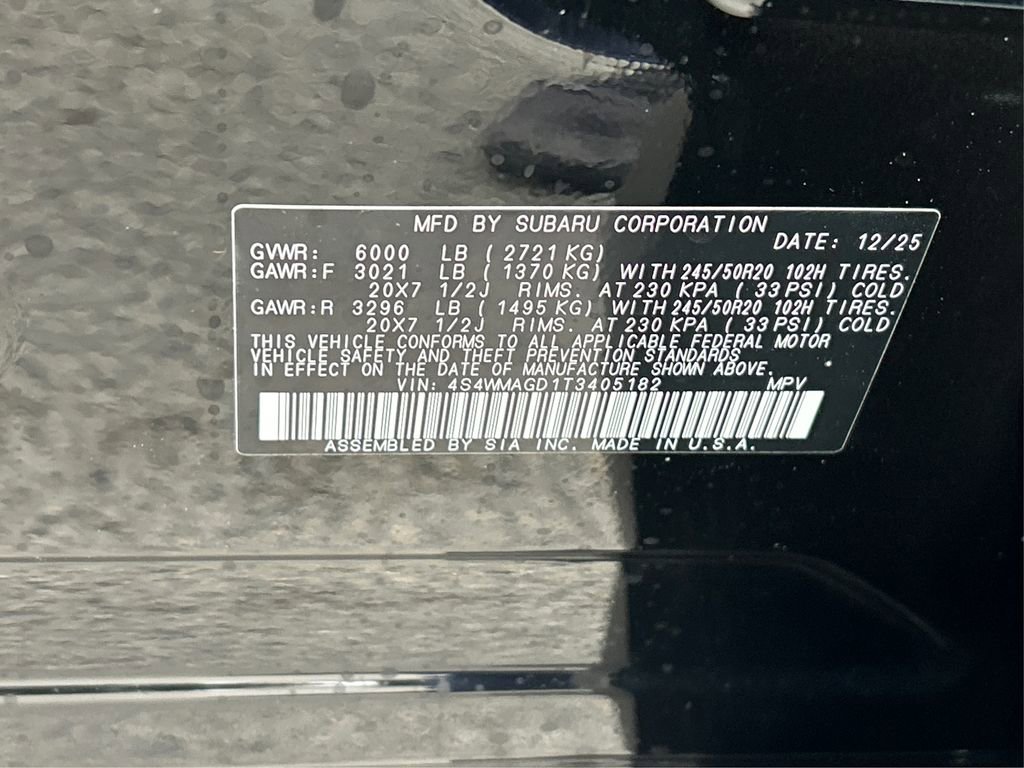 MFD BY SUBARU CORPORATION
DATE: 12/25
GVWR: 6000 LB (2721 KG)
GAWR:F 3021 LB (1370 KG) WITH 245/50R20 102H TIRES.
20X7 1/2J RIMS. AT 230 KPA (33 PSI) COLD
GAWR:R 3296 LB (1495 KG) WITH 245/50R20 102H TIRES.
20X7 1/2J RIMS. AT 230 KPA (33 PSI) COLD
THIS VEHICLE CONFORMS TO ALL APPLICABLE FEDERAL MOTOR
VEHICLE SAFETY AND THEFT PREVENTION STANDARDS
IN EFFECT ON THE DATE OF MANUFACTURE SHOWN ABOVE.
VIN: 4S4WMAGD1T3405182 MPV
ASSEMBLED BY SIA INC. MADE IN U.S.A.